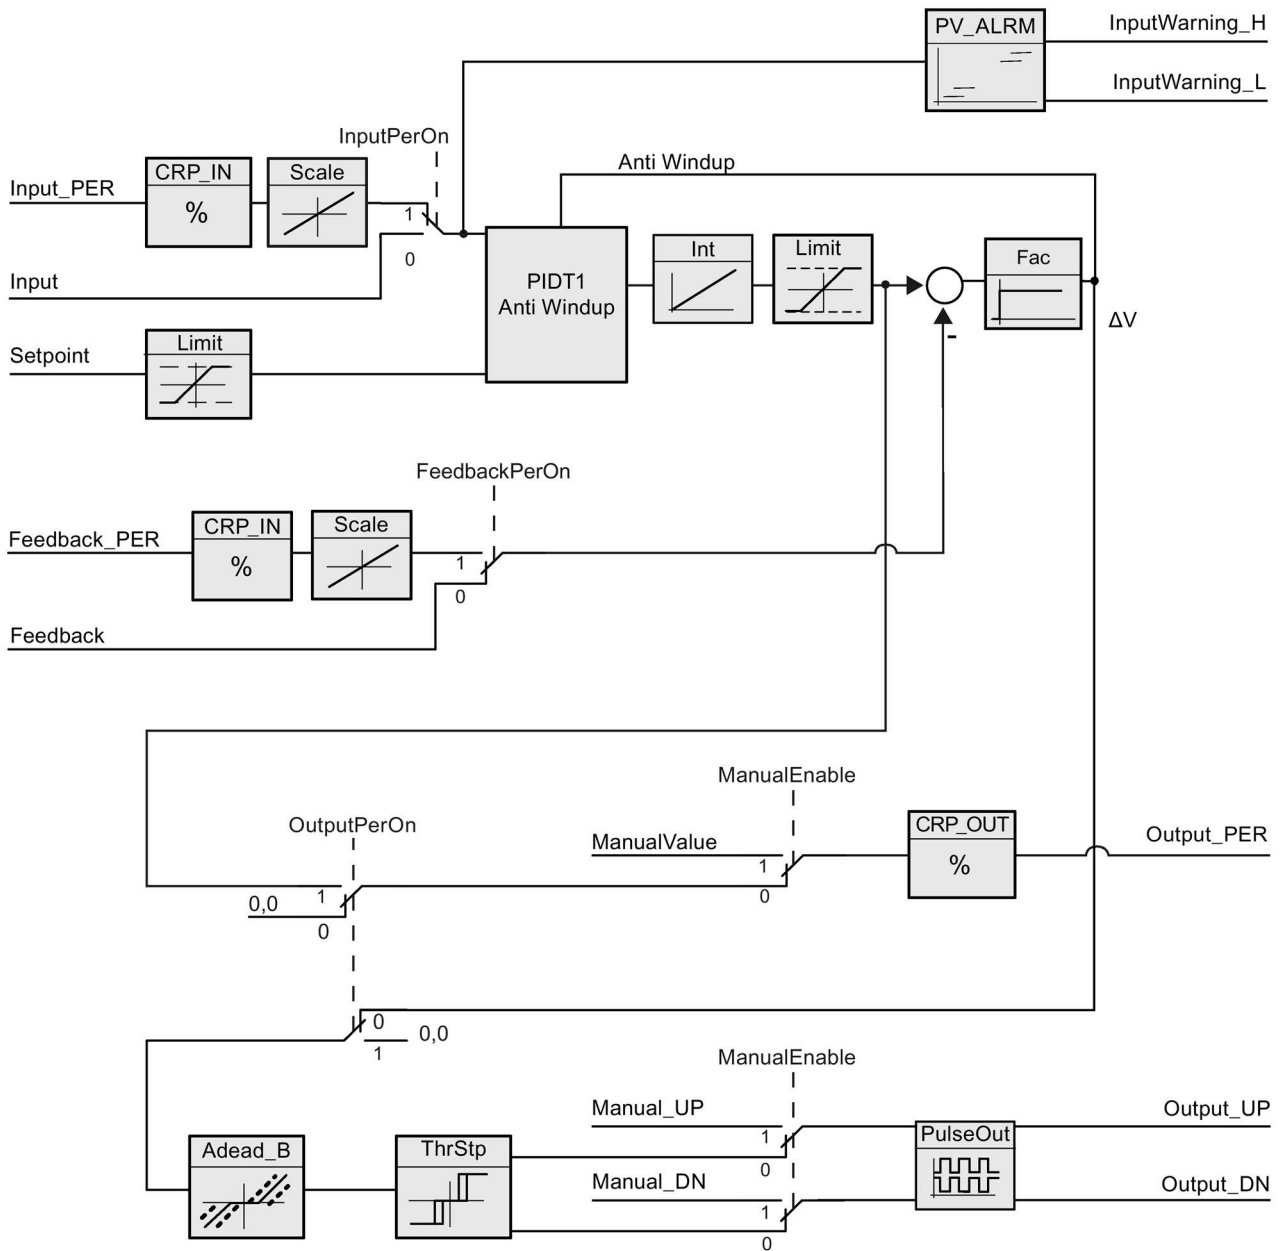 PV_ALRM
InputWarning_H
InputWarning_L
InputPerOn
Anti Windup
Input_PER
CRP_IN
%
Scale
1
0
Input
Setpoint
Limit
PIDT1
Anti Windup
Int
Limit
Fac
ΔV
-
FeedbackPerOn
Feedback_PER
CRP_IN
%
Scale
1
0
Feedback
ManualEnable
OutputPerOn
ManualValue
1
0
CRP_OUT
%
Output_PER
0,0
1
0
0
1
0,0
ManualEnable
Manual_UP
1
0
Output_UP
PulseOut
Adead_B
ThrStp
Manual_DN
1
0
Output_DN